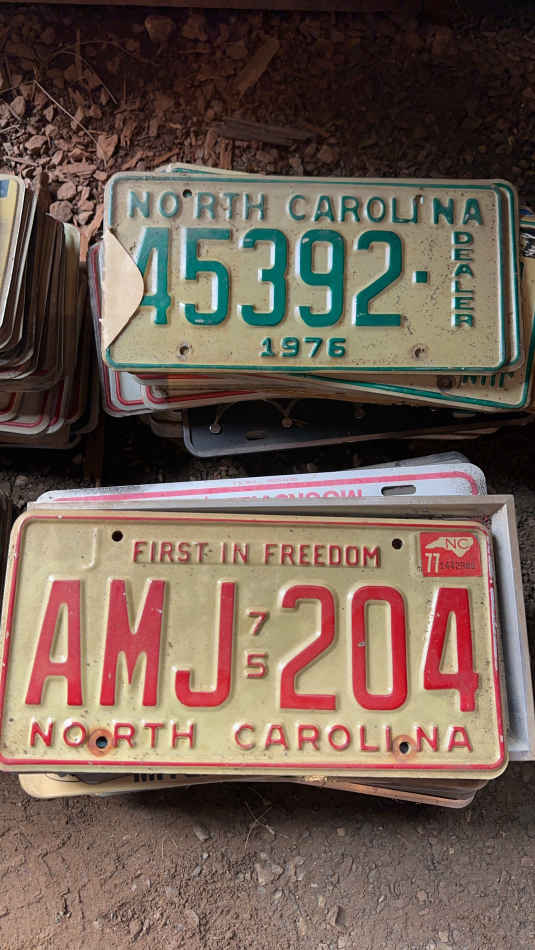 NORTH CAROLINA
45392-
DEALER
1976
FIRST IN FREEDOM
NC
77
AMJ 75 204
NORTH CAROLINA